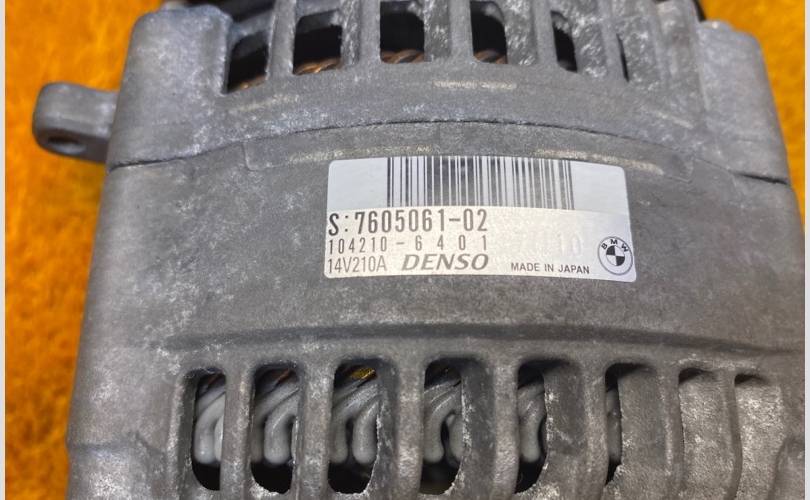 S:7605061-02
104210-6401
14V210A DENSO MADE IN JAPAN
BMW